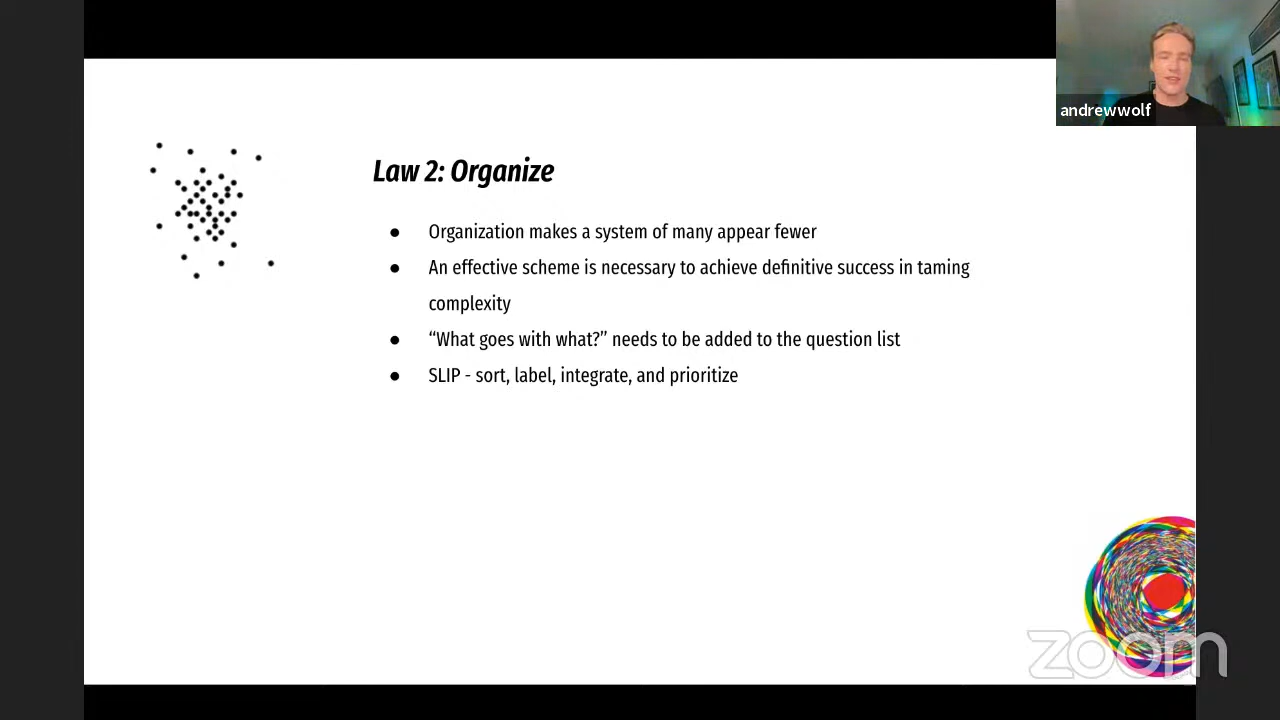 andrewwolf
Law 2: Organize
● Organization makes a system of many appear fewer
● An effective scheme is necessary to achieve definitive success in taming
complexity
● “What goes with what?” needs to be added to the question list
● SLIP - sort, label, integrate, and prioritize
zoom